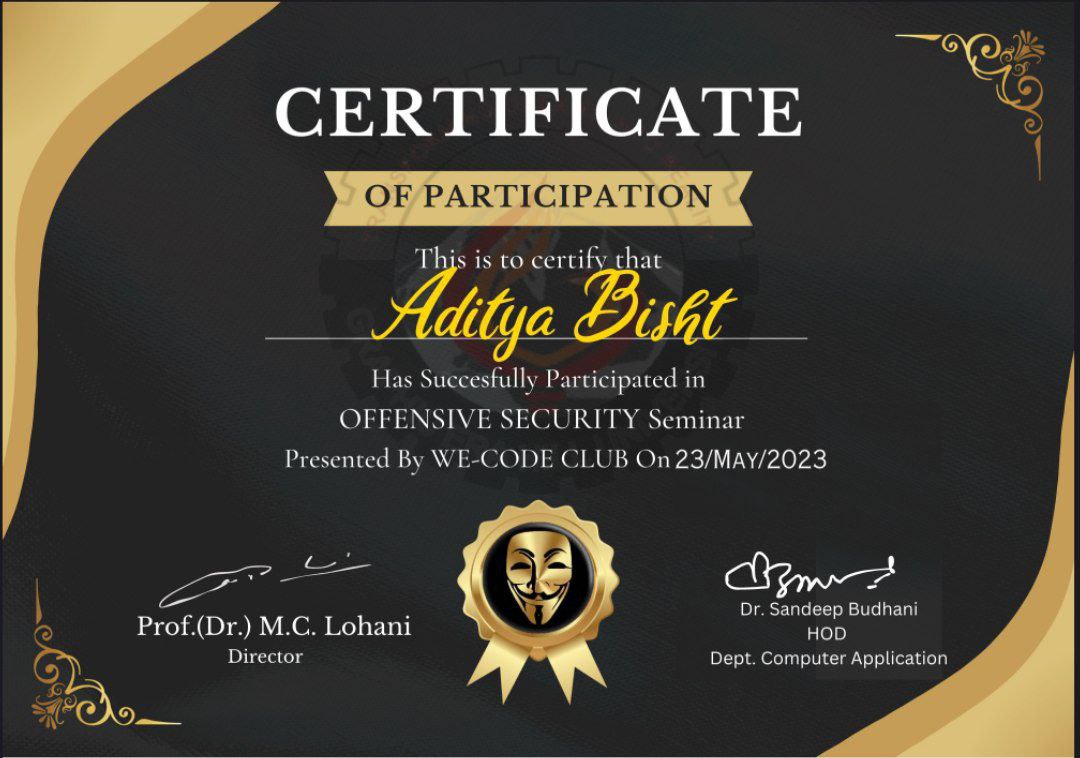 CERTIFICATE
OF PARTICIPATION
This is to certify that
Aditya Bisht
Has Succesfully Participated in
OFFENSIVE SECURITY Seminar
Presented By WE-CODE CLUB On 23/MAY/2023
Prof.(Dr.) M.C. Lohani
Director
Dr. Sandeep Budhani
HOD
Dept. Computer Application